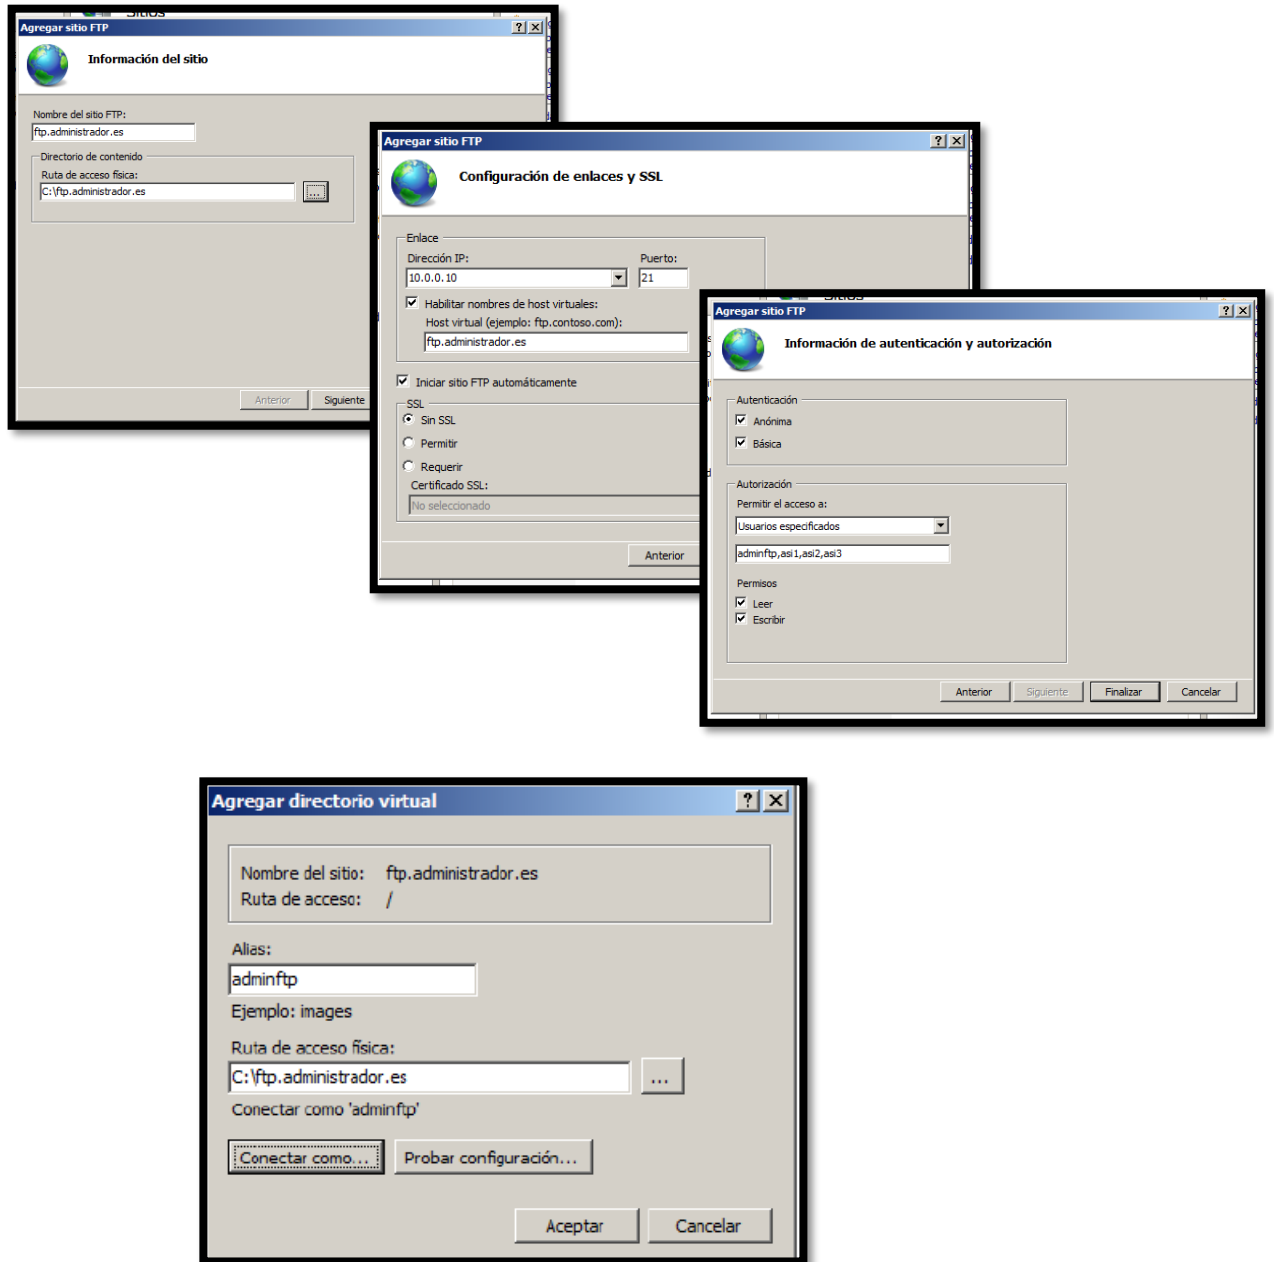 Sitios
Agregar sitio FTP
Información del sitio
Nombre del sitio FTP:
ftp.administrador.es
Directorio de contenido
Ruta de acceso física:
C:\ftp.administrador.es
...
Anterior
Siguiente
Agregar sitio FTP
Configuración de enlaces y SSL
Enlace
Dirección IP:
Puerto:
10.0.0.10
21
Habilitar nombres de host virtuales:
Host virtual (ejemplo: ftp.contoso.com):
ftp.administrador.es
Iniciar sitio FTP automáticamente
SSL
Sin SSL
Permitir
Requerir
Certificado SSL:
No seleccionado
Anterior
Sitios
Agregar sitio FTP
Información de autenticación y autorización
Autenticación
Anónima
Básica
Autorización
Permitir el acceso a:
Usuarios especificados
adminftp,asi1,asi2,asi3
Permisos
Leer
Escribir
Anterior
Siguiente
Finalizar
Cancelar
Agregar directorio virtual
Nombre del sitio: ftp.administrador.es
Ruta de acceso: /
Alias:
adminftp
Ejemplo: images
Ruta de acceso física:
C:\ftp.administrador.es
...
Conectar como 'adminftp'
Conectar como...
Probar configuración...
Aceptar
Cancelar